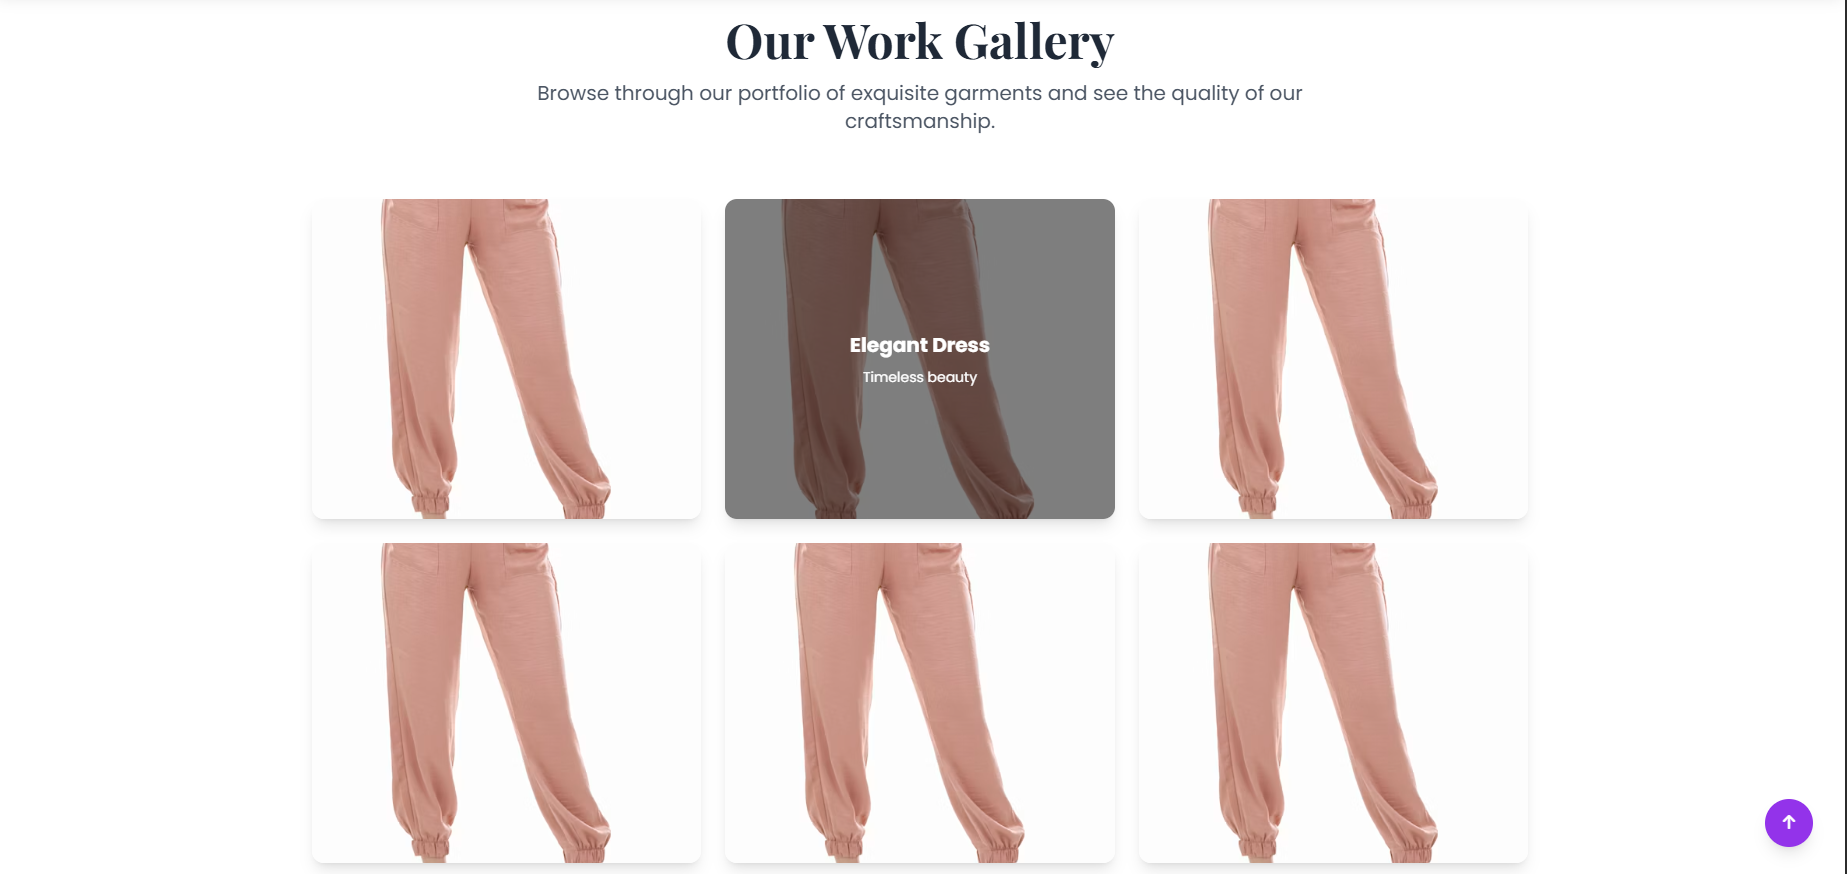 Our Work Gallery
Browse through our portfolio of exquisite garments and see the quality of our
craftsmanship.
Elegant Dress
Timeless beauty